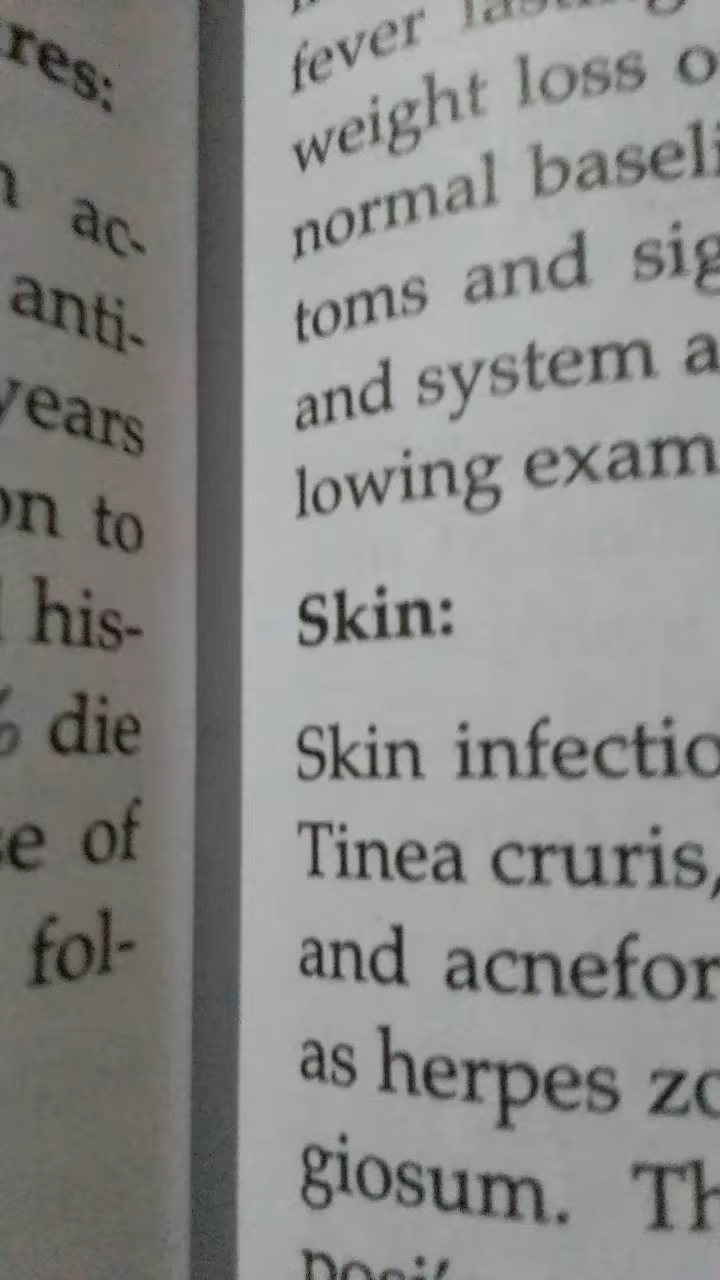 res:
ac-
anti-
years
on to
his-
die
of
fol-
fever
weight loss o
normal baseli
toms and sig
and system a
lowing exam
Skin:
Skin infectio
Tinea cruris,
and acnefor
as herpes zo
giosum. Th